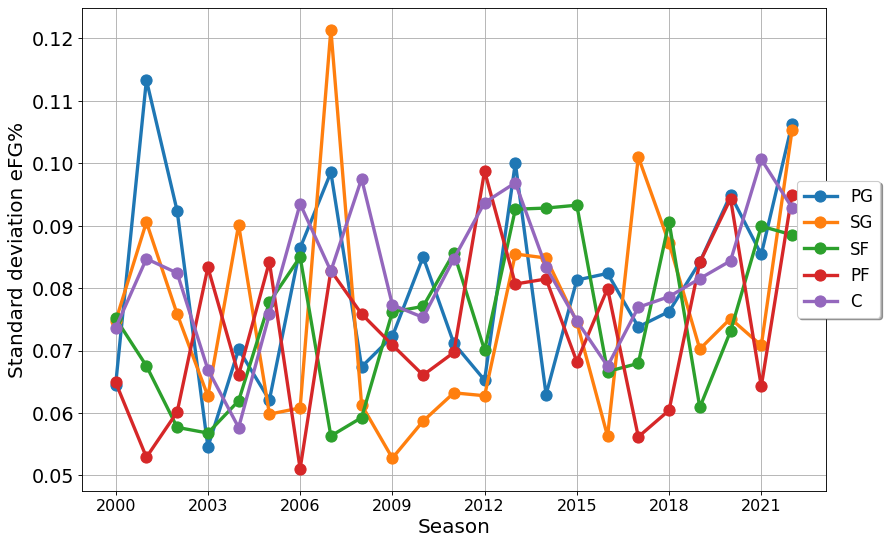 Standard deviation eFG%
0.12
0.11
0.10
0.09
0.08
0.07
0.06
0.05
2000 2003 2006 2009 2012 2015 2018 2021
Season
PG
SG
SF
PF
C